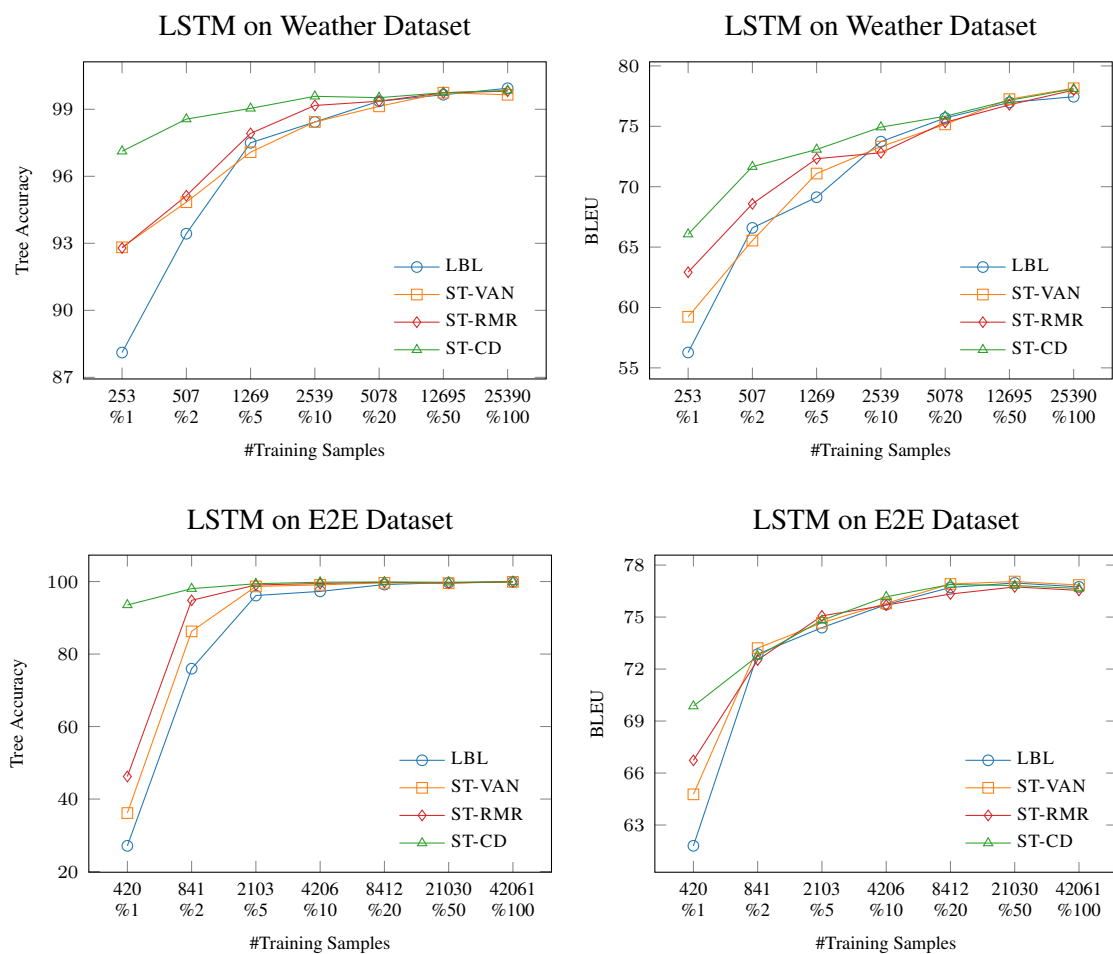 LSTM on Weather Dataset
99
96
93
90
87
Tree Accuracy
LBL
ST-VAN
ST-RMR
ST-CD
253 507 1269 2539 5078 12695 25390
%1 %2 %5 %10 %20 %50 %100
#Training Samples
LSTM on Weather Dataset
80
75
70
65
60
55
BLEU
LBL
ST-VAN
ST-RMR
ST-CD
253 507 1269 2539 5078 12695 25390
%1 %2 %5 %10 %20 %50 %100
#Training Samples
LSTM on E2E Dataset
100
80
60
40
20
Tree Accuracy
LBL
ST-VAN
ST-RMR
ST-CD
420 841 2103 4206 8412 21030 42061
%1 %2 %5 %10 %20 %50 %100
#Training Samples
LSTM on E2E Dataset
78
75
72
69
66
63
BLEU
LBL
ST-VAN
ST-RMR
ST-CD
420 841 2103 4206 8412 21030 42061
%1 %2 %5 %10 %20 %50 %100
#Training Samples